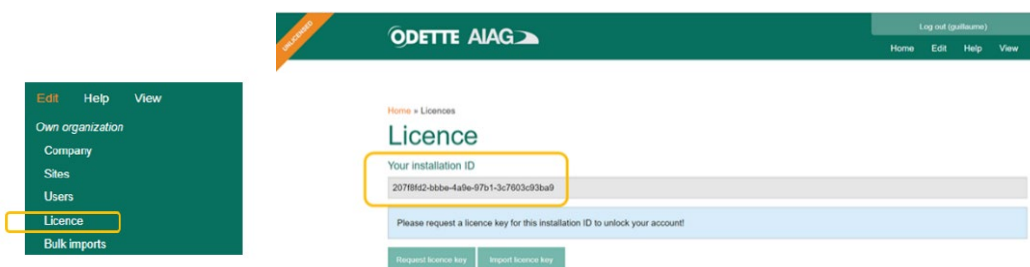 Edit Help View
Own organization
Company
Sites
Users
Licence
Bulk imports
UNLICENSED
ODETTE AIAG
Log out (guillaume)
Home Edit Help View
Home » Licences
Licence
Your installation ID
207f8fd2-bbbe-4a9e-97b1-3c7603c93ba9
Please request a licence key for this installation ID to unlock your account!
Request licence key Import licence key